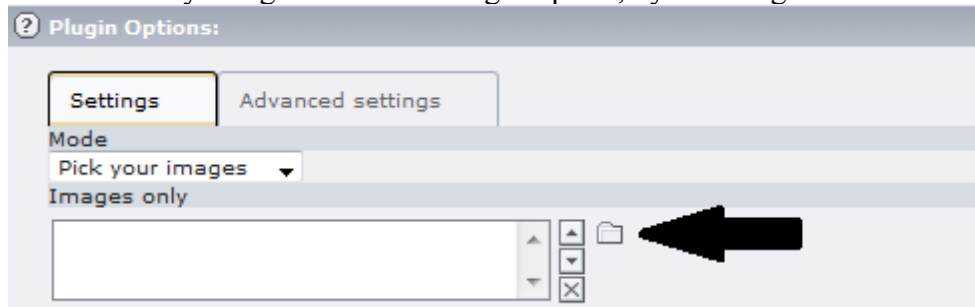 Plugin Options:
Settings Advanced settings
Mode
Pick your images
Images only